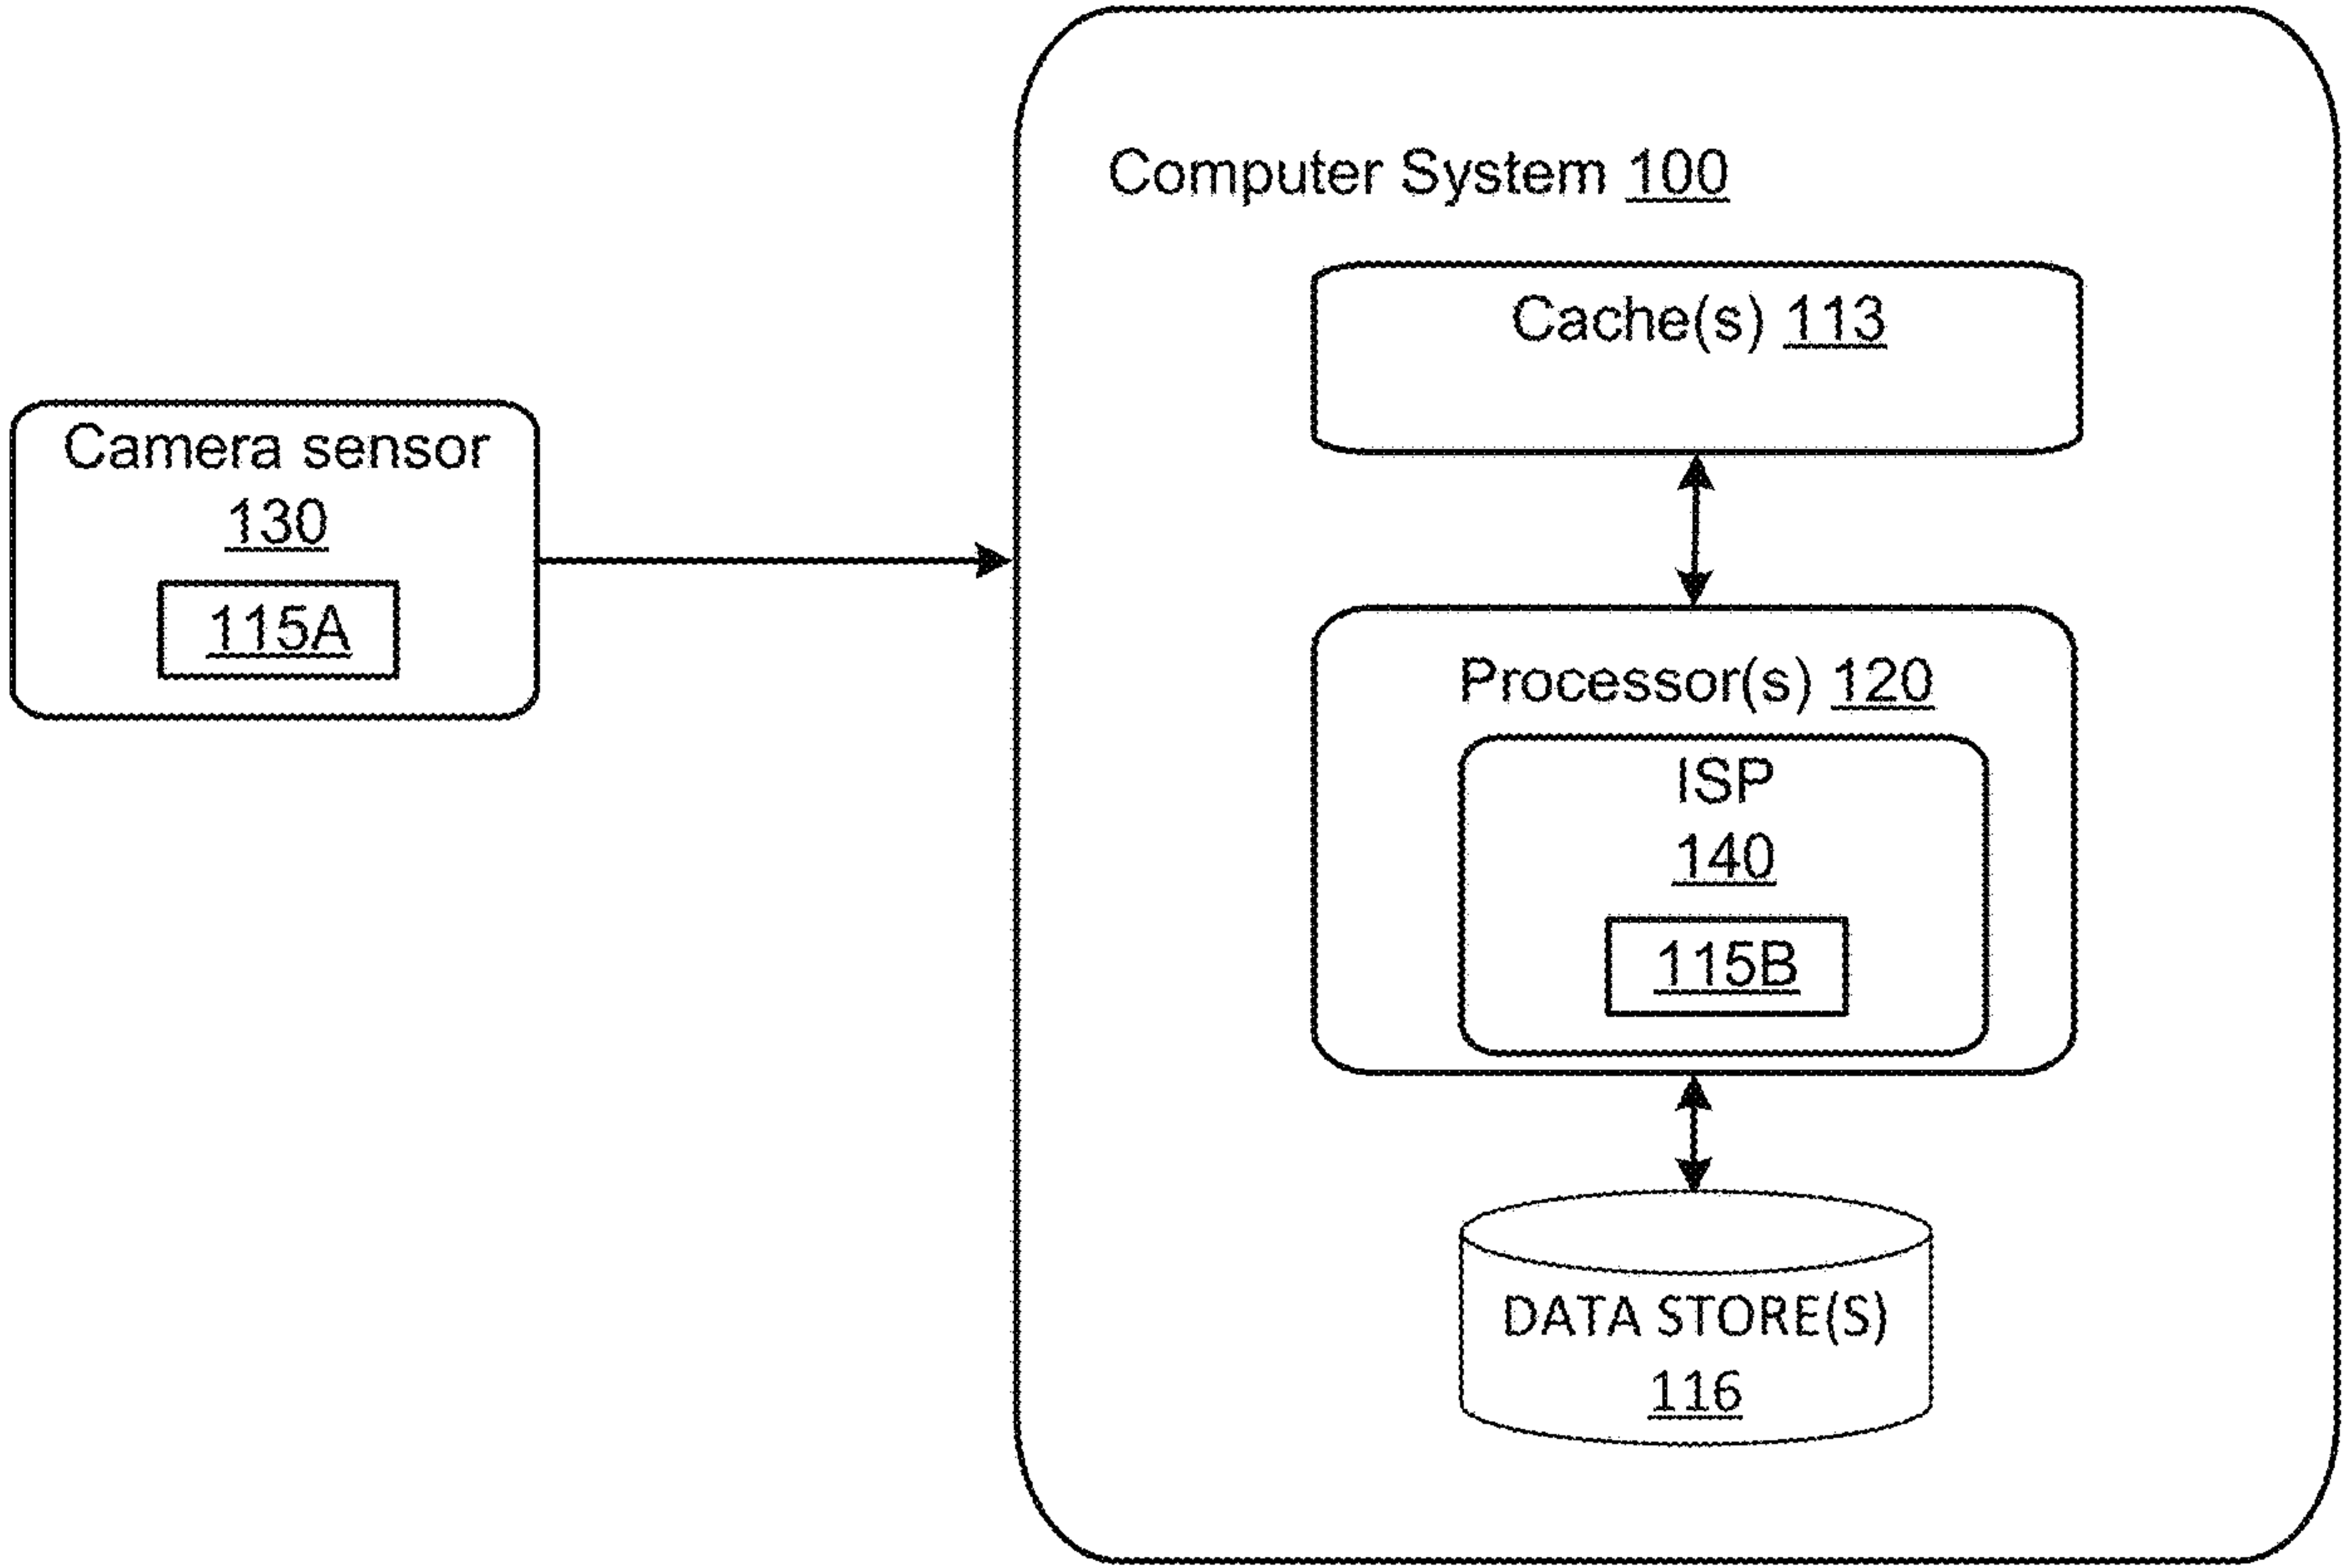 Computer System 100
Cache(s) 113
Camera sensor
130
115A
Processor(s) 120
ISP
140
115B
DATA STORE(S)
116